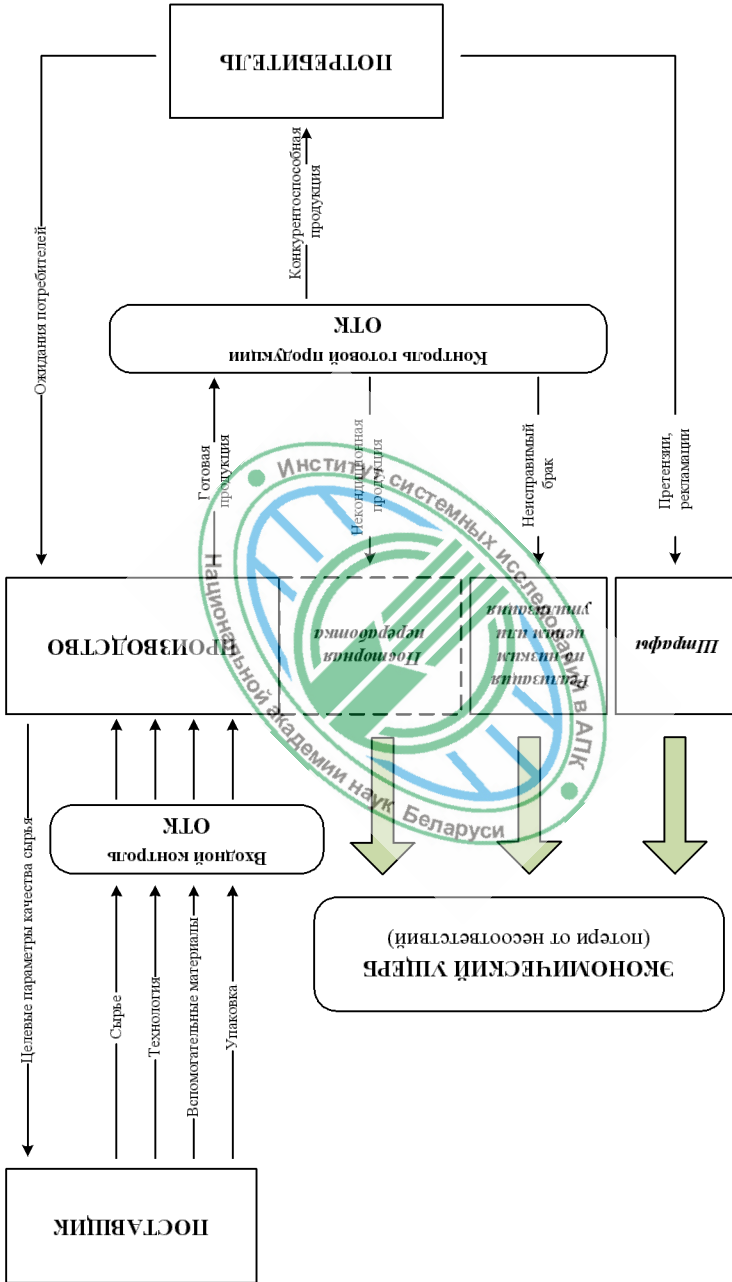 ПОТРЕБИТЕЛЬ
Ожидания потребителей
Конкурентоспособная
продукция
Контроль готовой продукции
ОТК
Готовая
продукция
Некондиционная
продукция
Неисправимый
брак
Претензии,
рекламации
ПРОИЗВОДСТВО
Повторная
переработка
Реализация
по низким
ценам или
утилизация
Штрафы
Целевые параметры качества сырья
Входной контроль
ОТК
Сырье
Технология
Вспомогательные материалы
Упаковка
ЭКОНОМИЧЕСКИЙ УЩЕРБ
(потери от несоответствий)
ПОСТАВЩИК
Институт системных исследований в АПК
Национальной академии наук Беларуси